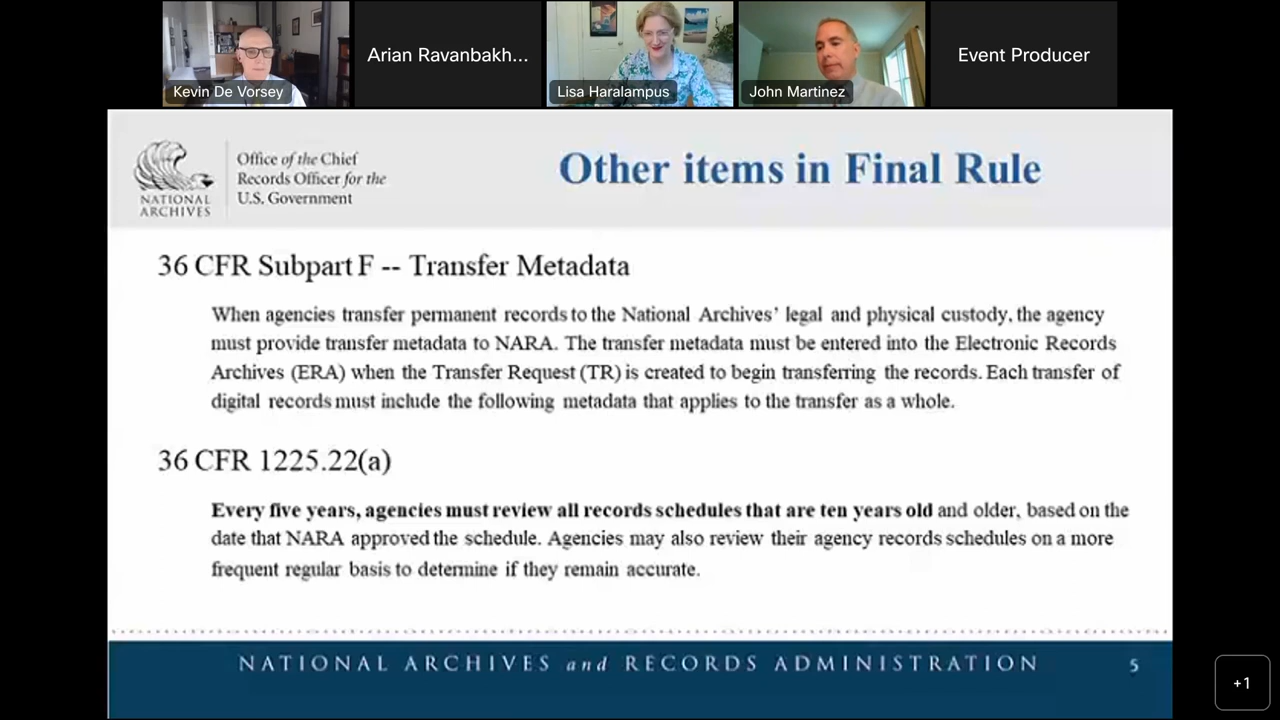 Kevin De Vorsey
Arian Ravanbakh...
Lisa Haralampus
John Martinez
Event Producer
NATIONAL
ARCHIVES
Office of the Chief
Records Officer for the
U.S. Government
Other items in Final Rule
36 CFR Subpart F -- Transfer Metadata
When agencies transfer permanent records to the National Archives’ legal and physical custody, the agency
must provide transfer metadata to NARA. The transfer metadata must be entered into the Electronic Records
Archives (ERA) when the Transfer Request (TR) is created to begin transferring the records. Each transfer of
digital records must include the following metadata that applies to the transfer as a whole.
36 CFR 1225.22(a)
Every five years, agencies must review all records schedules that are ten years old and older, based on the
date that NARA approved the schedule. Agencies may also review their agency records schedules on a more
frequent regular basis to determine if they remain accurate.
NATIONAL ARCHIVES and RECORDS ADMINISTRATION
5
+1